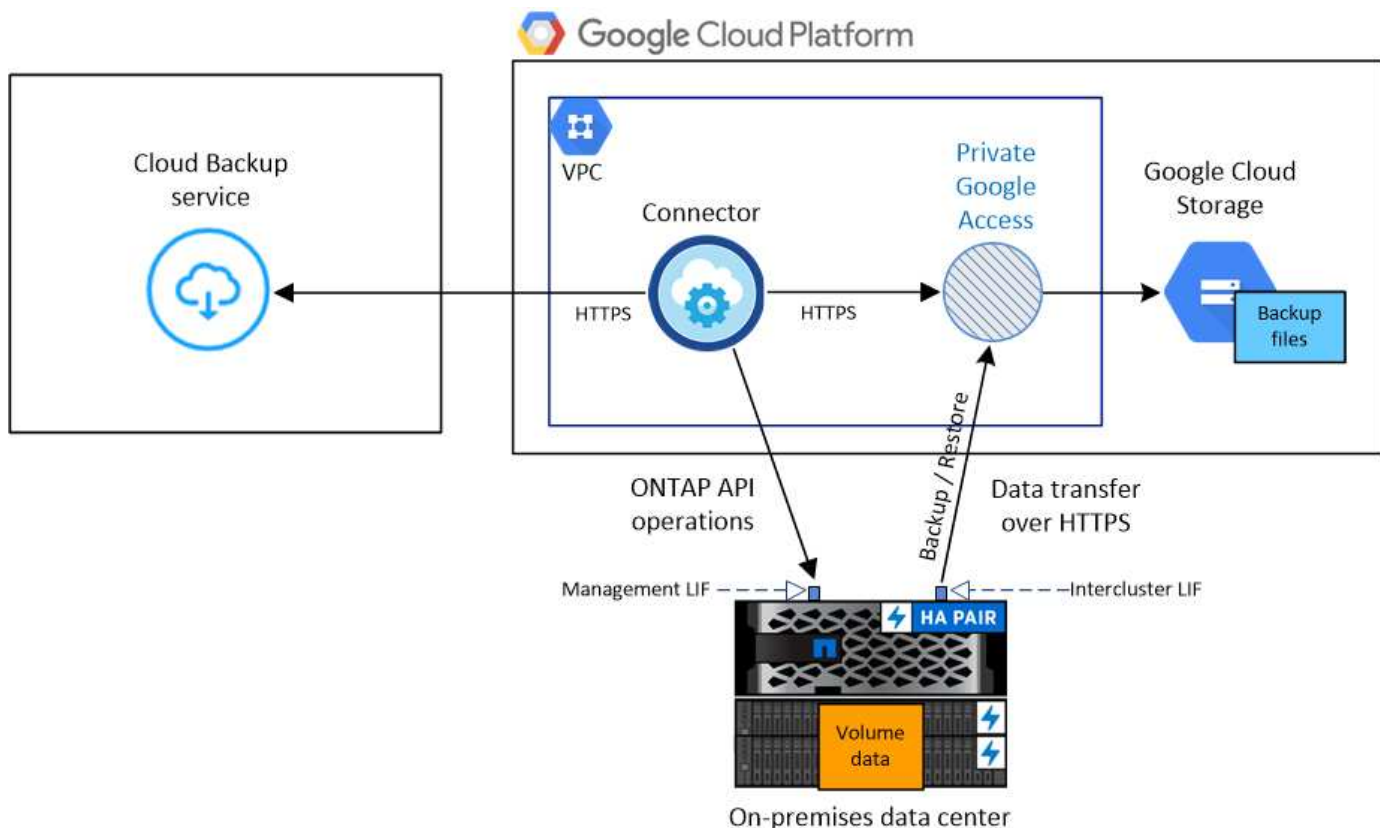 Google Cloud Platform
Cloud Backup
service
VPC
Connector
Private
Google
Access
Google Cloud
Storage
Backup
files
HTTPS
HTTPS
ONTAP API
operations
Backup / Restore
Data transfer
over HTTPS
Management LIF
Intercluster LIF
HA PAIR
Volume
data
On-premises data center